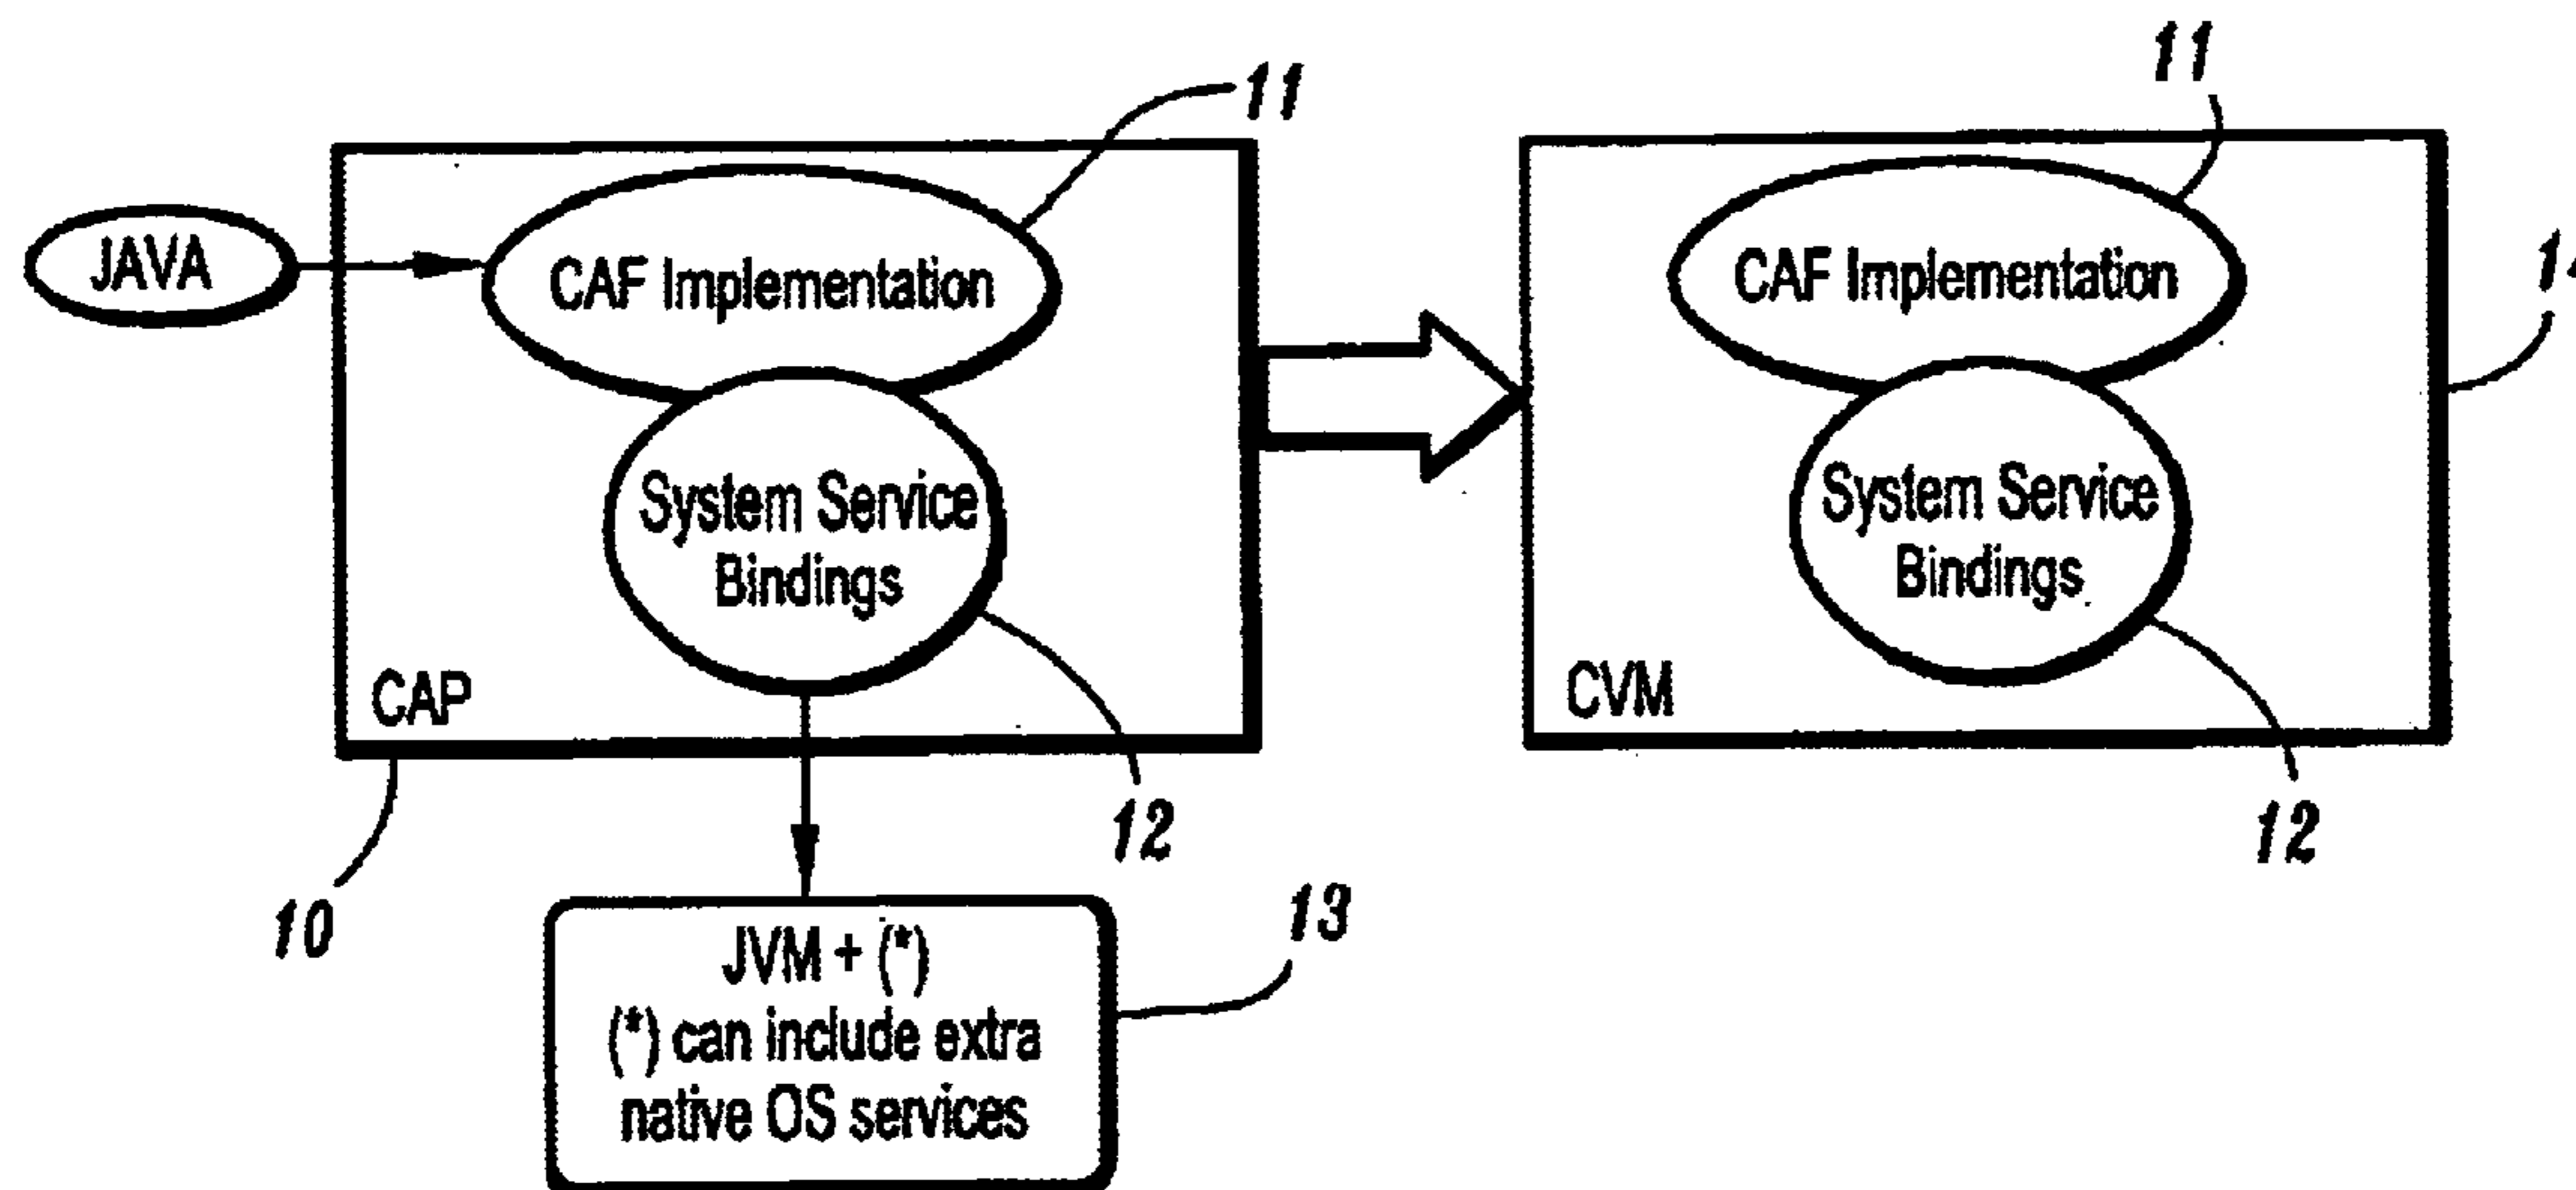 11
11
JAVA
CAF Implementation
CAF Implementation
System Service
Bindings
System Service
Bindings
CAP
CVM
12
12
10
13
JVM + (*)
(*) can include extra
native OS services